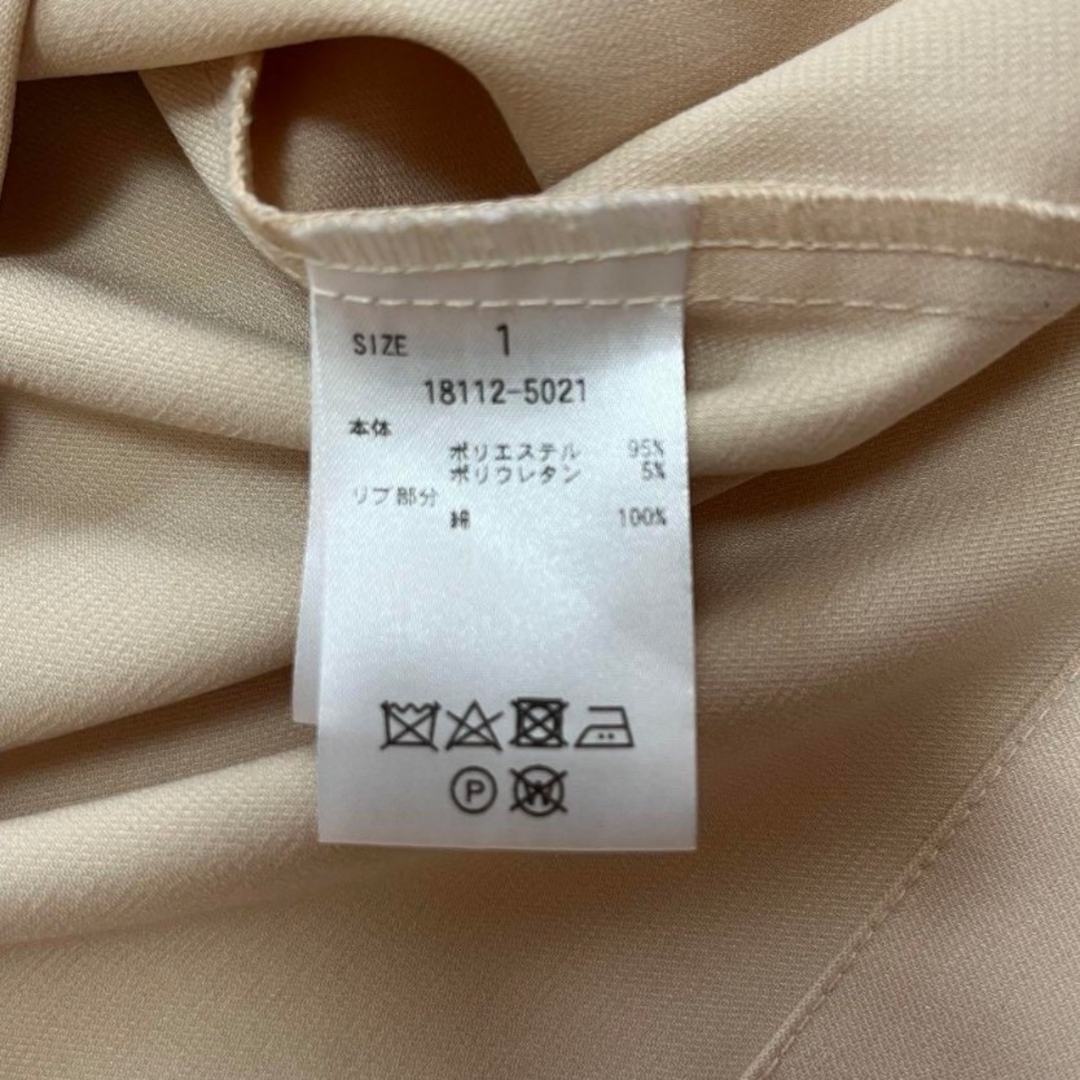 SIZE 1
18112-5021
本体
ポリエステル 95%
ポリウレタン 5%
リブ部分
綿 100%
P W